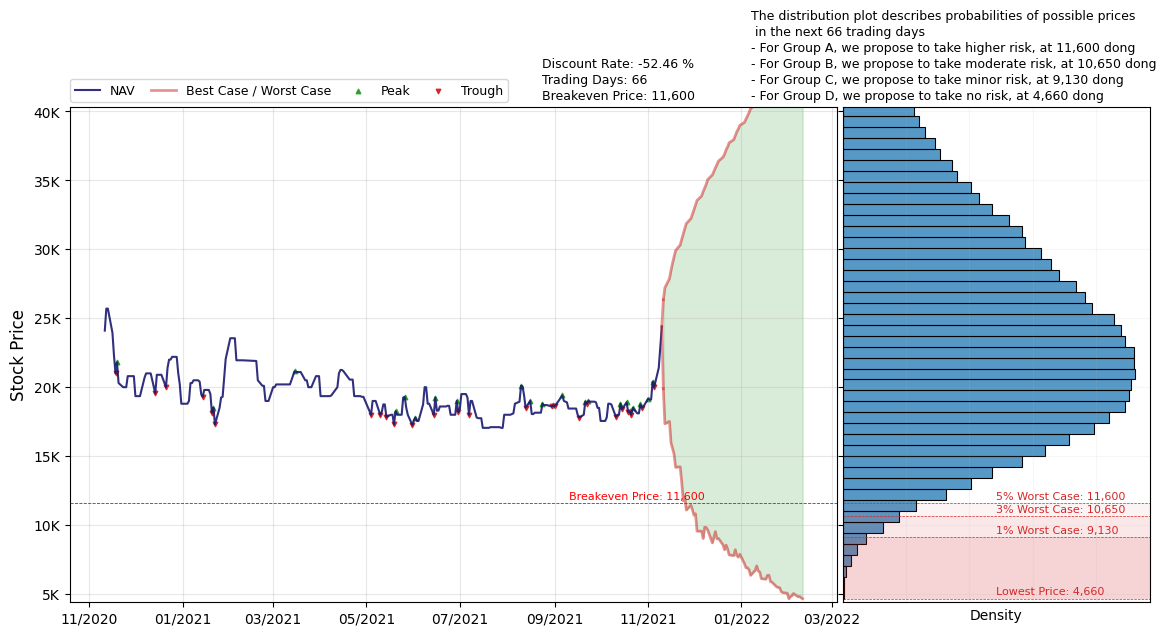 The distribution plot describes probabilities of possible prices
in the next 66 trading days
- For Group A, we propose to take higher risk, at 11,600 dong
- For Group B, we propose to take moderate risk, at 10,650 dong
- For Group C, we propose to take minor risk, at 9,130 dong
- For Group D, we propose to take no risk, at 4,660 dong
Discount Rate: -52.46 %
Trading Days: 66
Breakeven Price: 11,600
NAV
Best Case / Worst Case
Peak
Trough
Stock Price
40K
35K
30K
25K
20K
15K
10K
5K
Breakeven Price: 11,600
5% Worst Case: 11,600
3% Worst Case: 10,650
1% Worst Case: 9,130
Lowest Price: 4,660
11/2020
01/2021
03/2021
05/2021
07/2021
09/2021
11/2021
01/2022
03/2022
Density